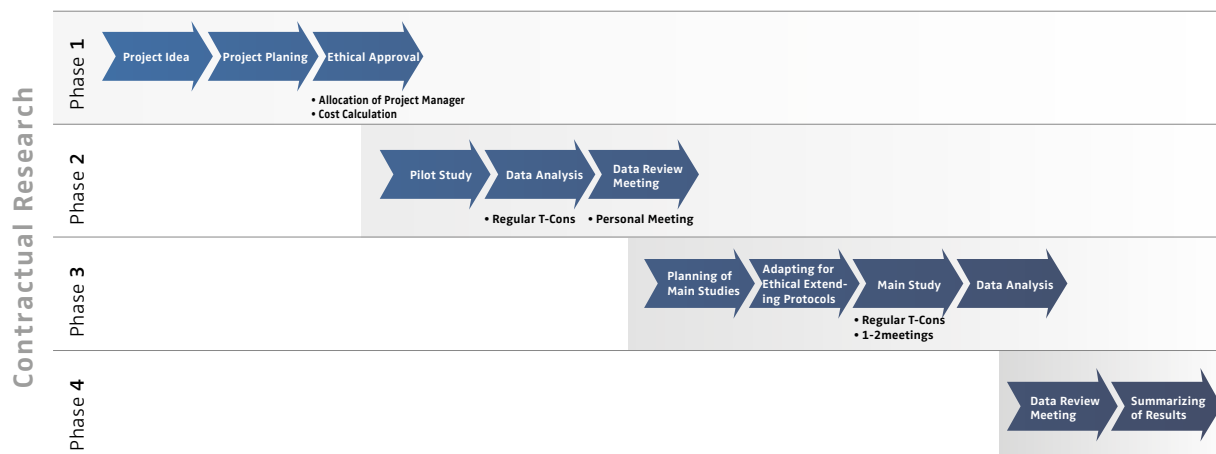 Contractual Research
Phase 1
Project Idea
Project Planing
Ethical Approval
• Allocation of Project Manager
• Cost Calculation
Phase 2
Pilot Study
Data Analysis
Data Review
Meeting
• Regular T-Cons
• Personal Meeting
Phase 3
Planning of
Main Studies
Adapting for
Ethical Extend-
ing Protocols
Main Study
Data Analysis
• Regular T-Cons
• 1-2meetings
Phase 4
Data Review
Meeting
Summarizing
of Results